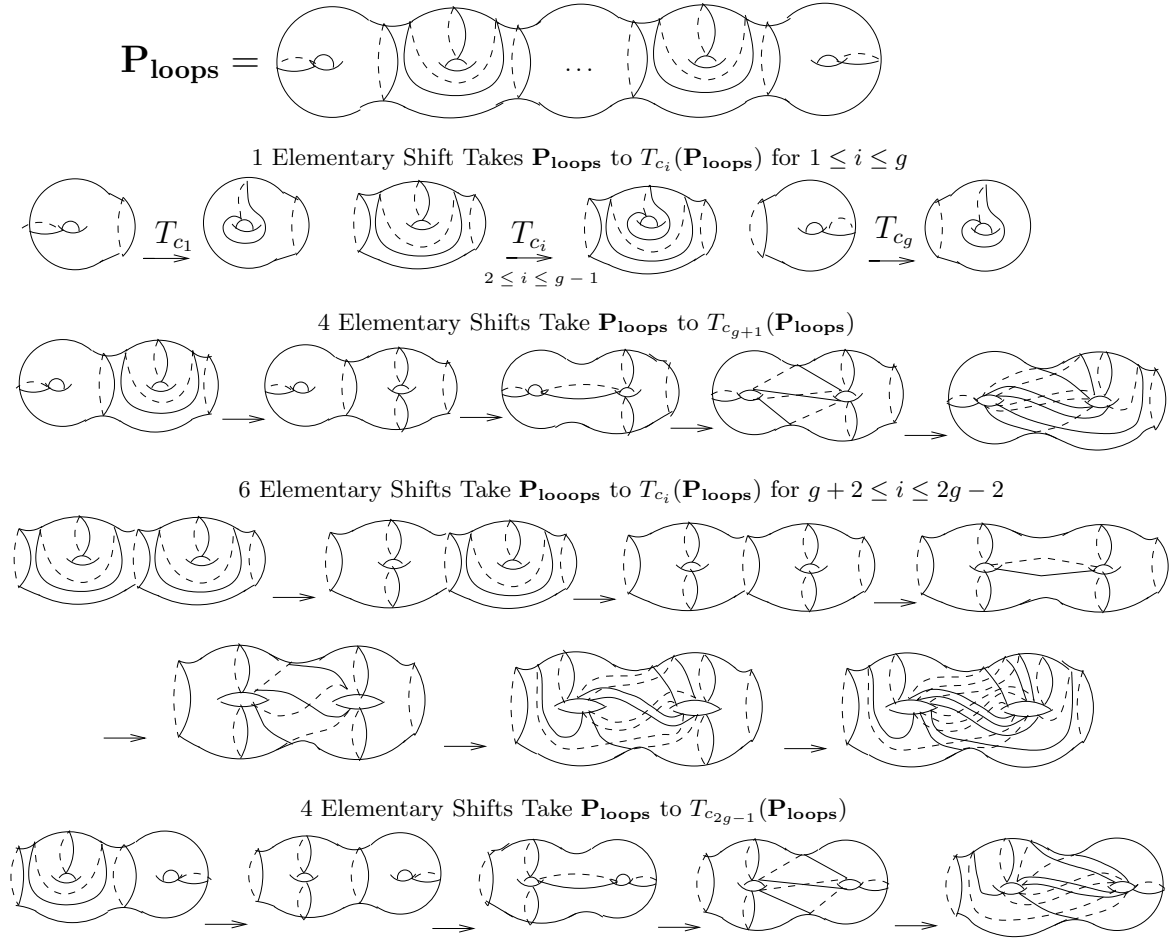 P_loops =
...
1 Elementary Shift Takes P_loops to T_{c_1}(P_loops) for 1 ≤ i ≤ g
T_{c_1} T_{c_i} T_{c_g}
2 ≤ i ≤ g − 1
4 Elementary Shifts Take P_loops to T_{c_{g+1}}(P_loops)
6 Elementary Shifts Take P_looops to T_{c_i}(P_loops) for g + 2 ≤ i ≤ 2g − 2
4 Elementary Shifts Take P_loops to T_{c_{2g−1}}(P_loops)